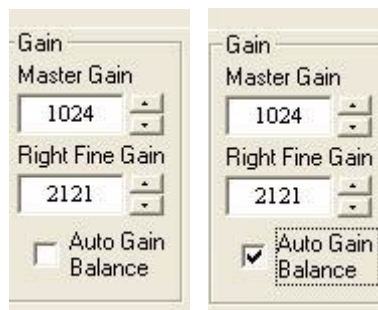 Gain
Master Gain
1024
Right Fine Gain
2121
Auto Gain
Balance
Gain
Master Gain
1024
Right Fine Gain
2121
Auto Gain
Balance